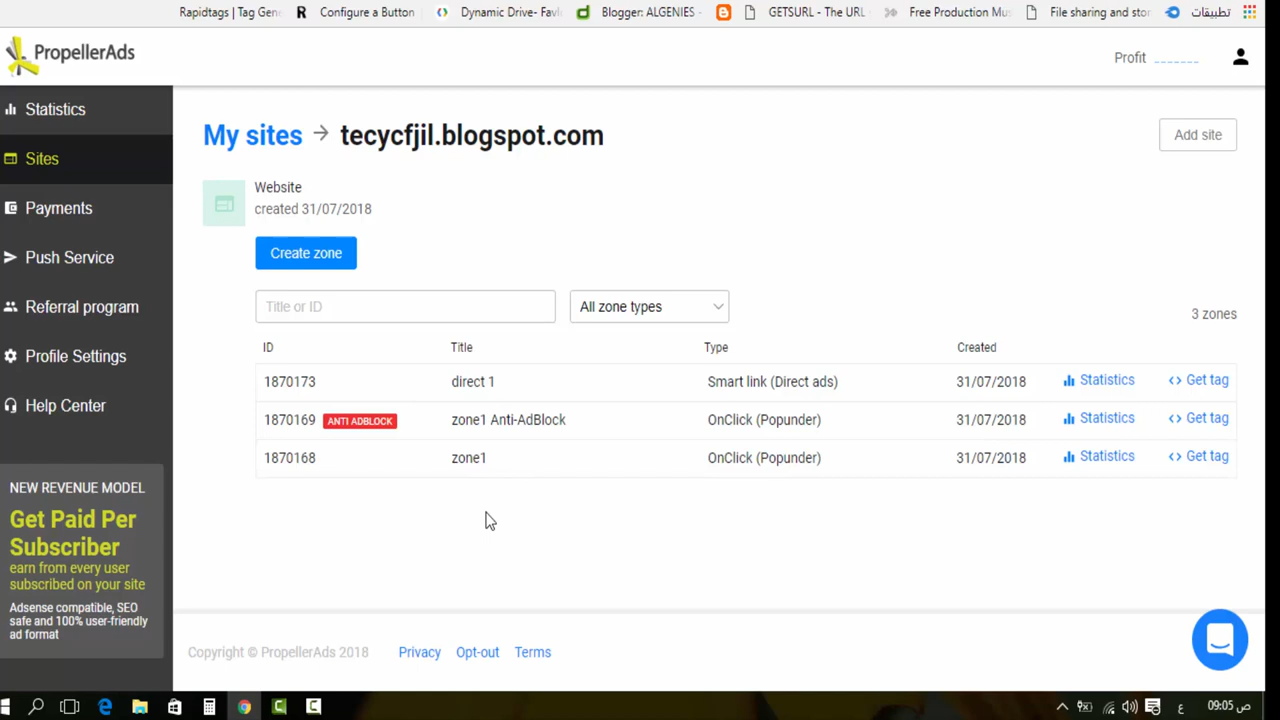 Rapidtags | Tag Gene
Configure a Button
Dynamic Drive- Favi
Blogger: ALGENIES -
GETSURL - The URL
Free Production Mus
File sharing and stor
تطبيقات
PropellerAds
Profit
Statistics
Sites
Payments
Push Service
Referral program
Profile Settings
Help Center
NEW REVENUE MODEL
Get Paid Per
Subscriber
earn from every user
subscribed on your site
Adsense compatible, SEO
safe and 100% user-friendly
ad format
My sites → tecycfjil.blogspot.com
Add site
Website
created 31/07/2018
Create zone
Title or ID
All zone types
3 zones
ID Title Type Created
1870173 direct 1 Smart link (Direct ads) 31/07/2018 Statistics <> Get tag
1870169 ANTI ADBLOCK zone1 Anti-AdBlock OnClick (Popunder) 31/07/2018 Statistics <> Get tag
1870168 zone1 OnClick (Popunder) 31/07/2018 Statistics <> Get tag
Copyright © PropellerAds 2018 Privacy Opt-out Terms
ع
09:05 ص